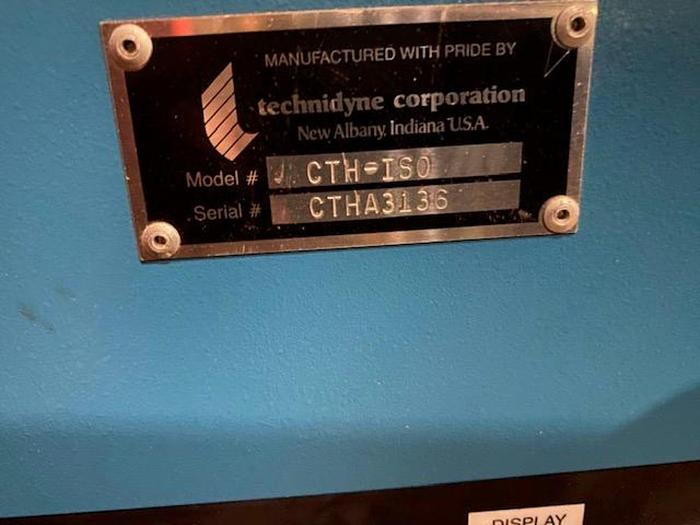 MANUFACTURED WITH PRIDE BY
technidyne corporation
New Albany, Indiana U.S.A.
Model # CTH-ISO
Serial # CTHA3136
DISPLAY